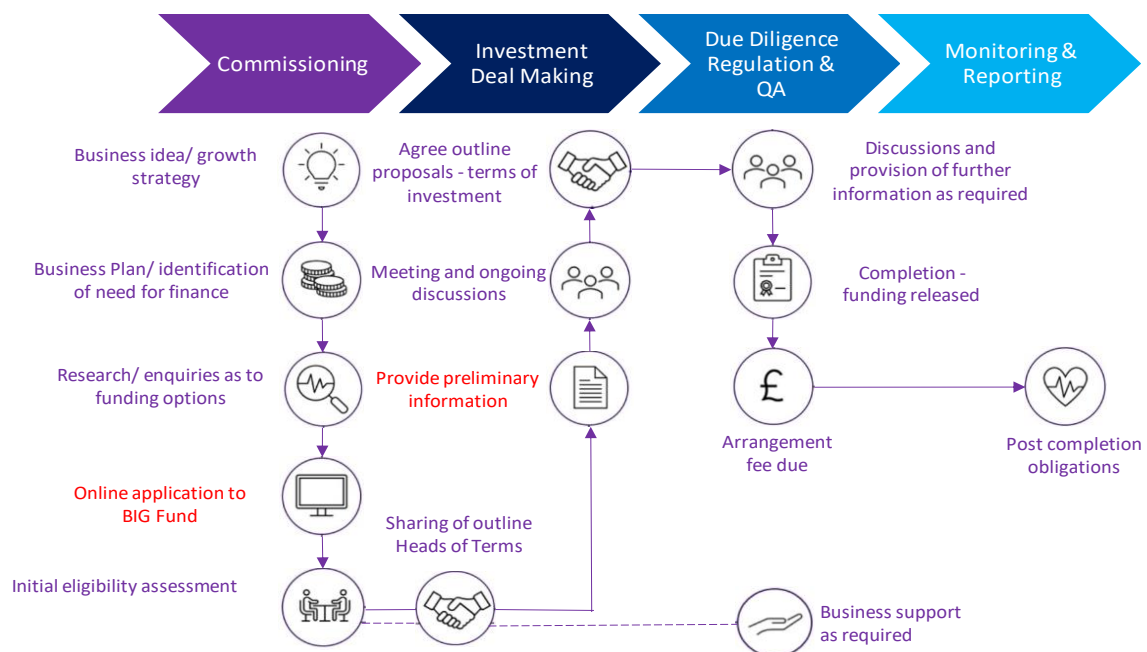 Commissioning
Investment
Deal Making
Due Diligence
Regulation &
QA
Monitoring &
Reporting
Business idea/ growth
strategy
Business Plan/ identification
of need for finance
Research/ enquiries as to
funding options
Online application to
BIG Fund
Initial eligibility assessment
Sharing of outline
Heads of Terms
Provide preliminary
information
Meeting and ongoing
discussions
Agree outline
proposals - terms of
investment
Discussions and
provision of further
information as required
Completion -
funding released
£
Arrangement
fee due
Post completion
obligations
Business support
as required